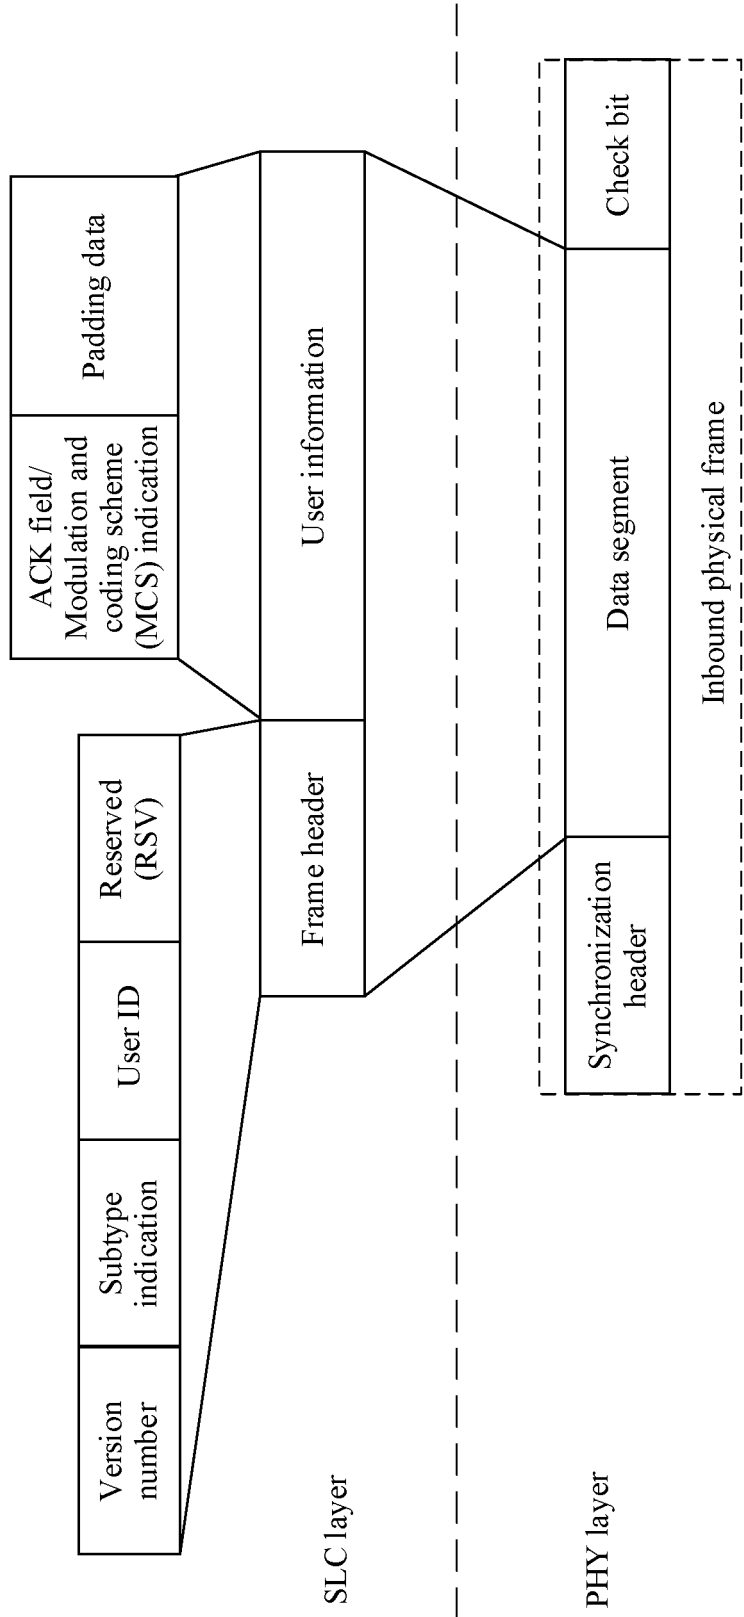 Version
number
Subtype
indication
User ID
Reserved
(RSV)
ACK field/
Modulation and
coding scheme
(MCS) indication
Padding data
SLC layer
Frame header
User information
PHY layer
Synchronization
header
Data segment
Check bit
Inbound physical frame